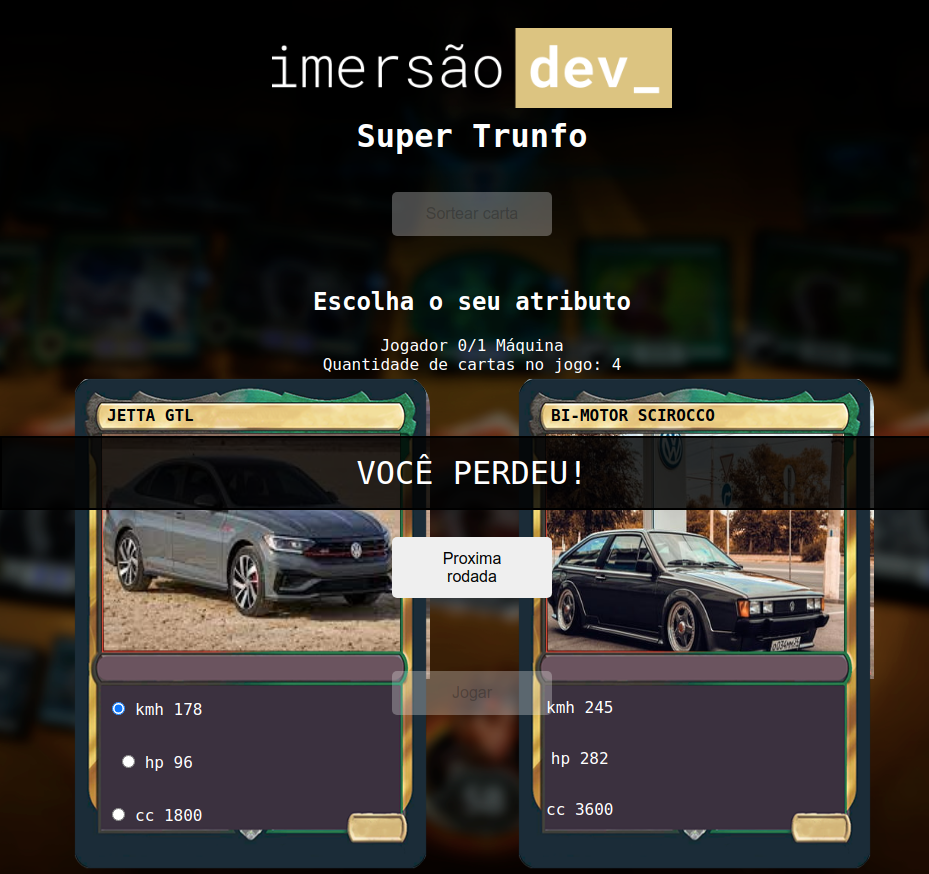 imersão dev_
Super Trunfo
Sortear carta
Escolha o seu atributo
Jogador 0/1 Máquina
Quantidade de cartas no jogo: 4
JETTA GTL
BI-MOTOR SCIROCCO
VOCÊ PERDEU!
Proxima
rodada
Jogar
kmh 178
hp 96
cc 1800
kmh 245
hp 282
cc 3600